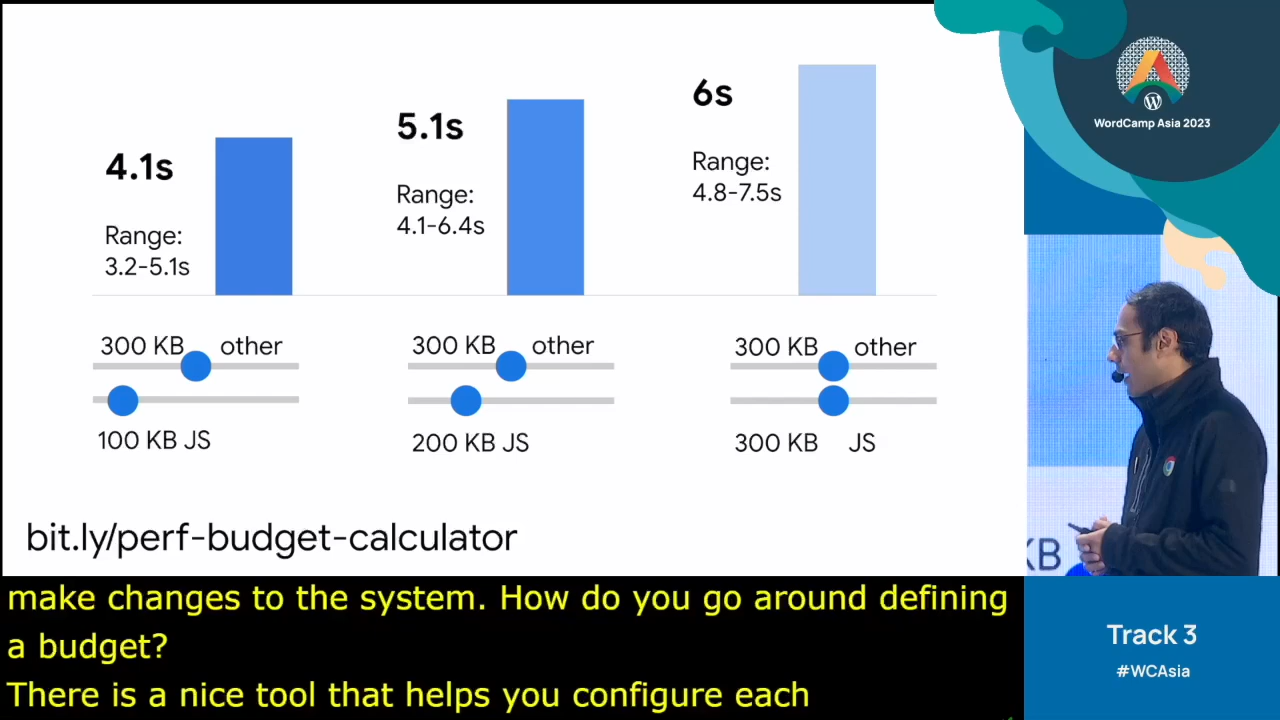 4.1s
Range:
3.2-5.1s
5.1s
Range:
4.1-6.4s
6s
Range:
4.8-7.5s
300 KB other
100 KB JS
300 KB other
200 KB JS
300 KB other
300 KB JS
bit.ly/perf-budget-calculator
make changes to the system. How do you go around defining
a budget?
There is a nice tool that helps you configure each
WordCamp Asia 2023
KB
Track 3
#WCAsia